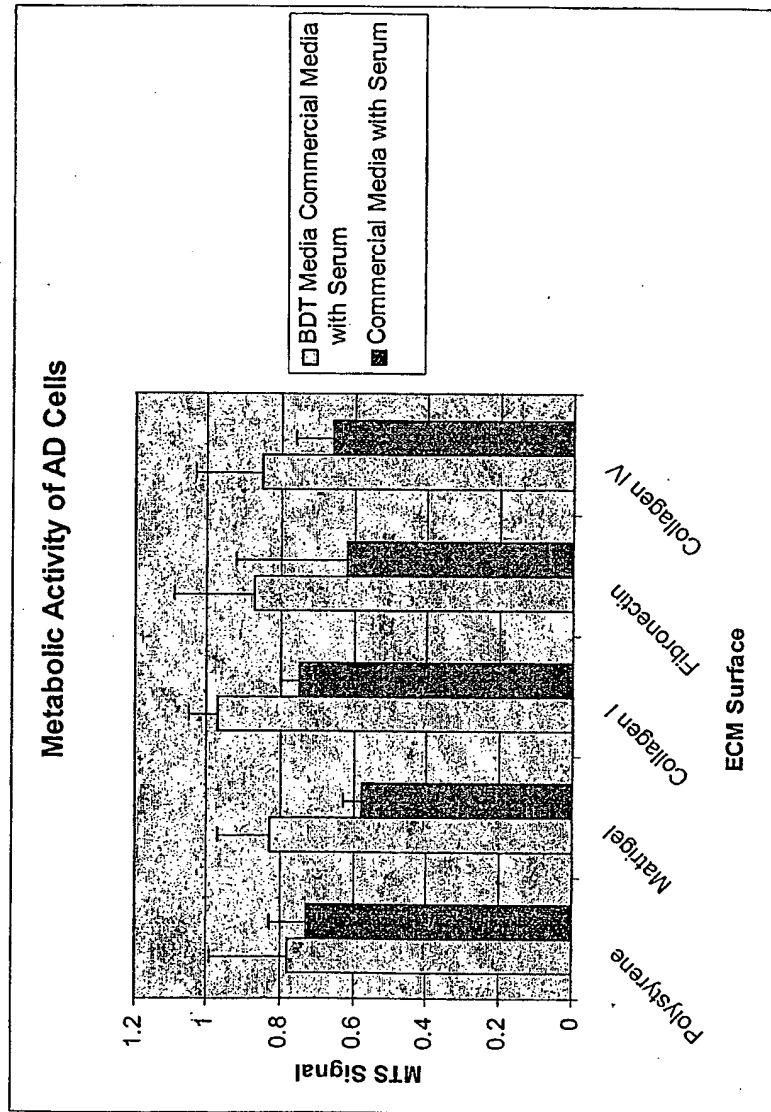 Metabolic Activity of AD Cells
MTS Signal
1.2
1
0.8
0.6
0.4
0.2
0
Polystyrene
Matrigel
Collagen I
Fibronectin
Collagen IV
ECM Surface
BDT Media Commercial Media
with Serum
Commercial Media with Serum